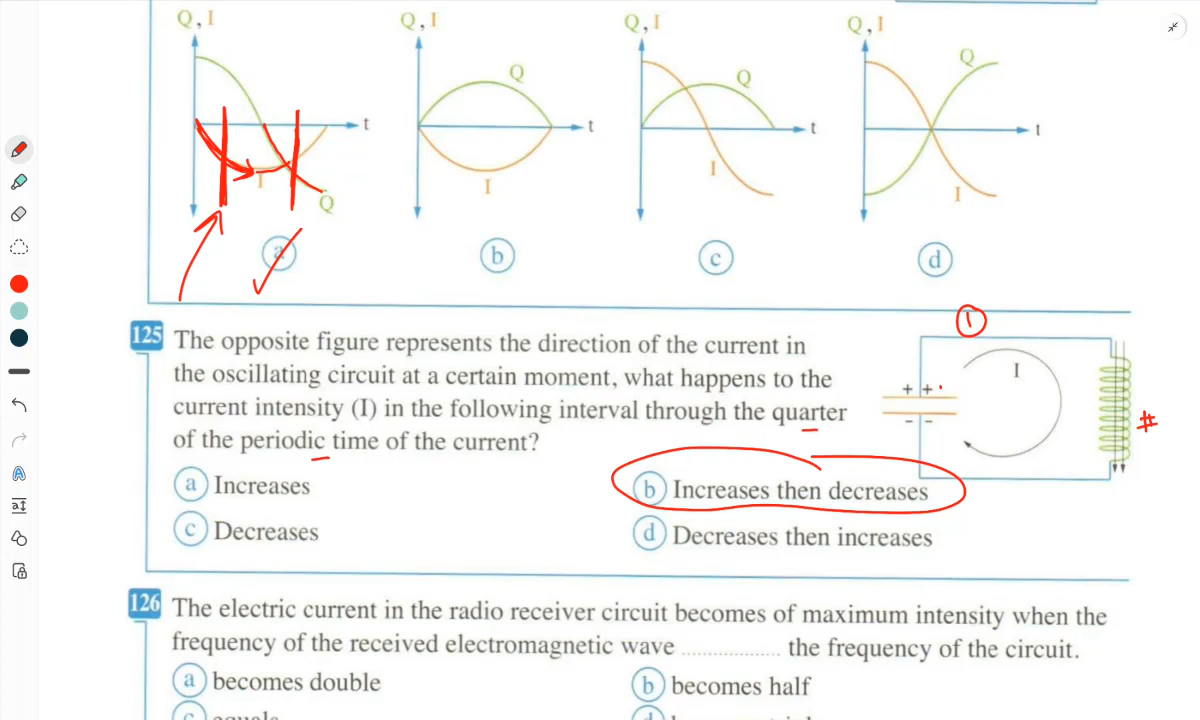 Q, I
Q, I
Q, I
Q, I
t
I
Q
Q
t
I
Q
t
I
Q
t
I
a
b
c
d
125 The opposite figure represents the direction of the current in
the oscillating circuit at a certain moment, what happens to the
current intensity (I) in the following interval through the quarter
of the periodic time of the current?
1
I
+ +
- -
#
a Increases
b Increases then decreases
c Decreases
d Decreases then increases
126 The electric current in the radio receiver circuit becomes of maximum intensity when the
frequency of the received electromagnetic wave .................. the frequency of the circuit.
a becomes double
b becomes half